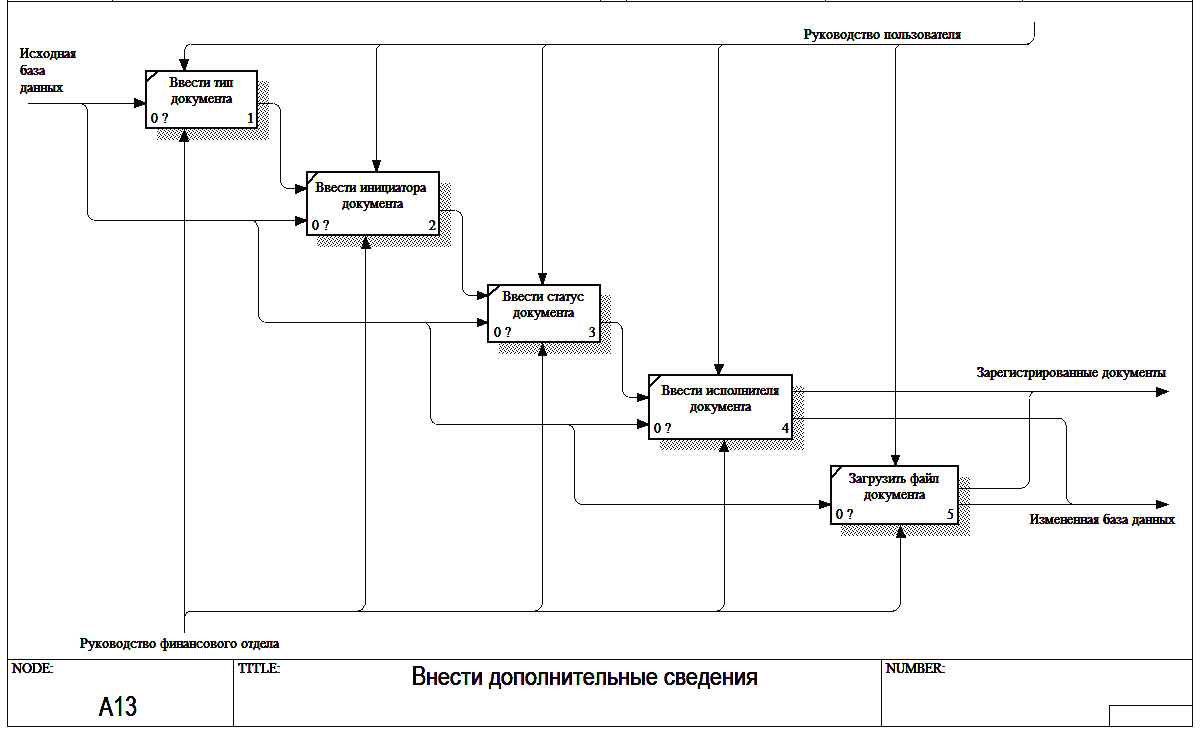 Руководство пользователя
Исходная
база
данных
Ввести тип
документа
0 ? 1
Ввести инициатора
документа
0 ? 2
Ввести статус
документа
0 ? 3
Ввести исполнителя
документа
0 ? 4
Зарегистрированные документы
Загрузить файл
документа
0 ? 5
Измененная база данных
Руководство финансового отдела
NODE: TITLE: NUMBER:
A13 Внести дополнительные сведения